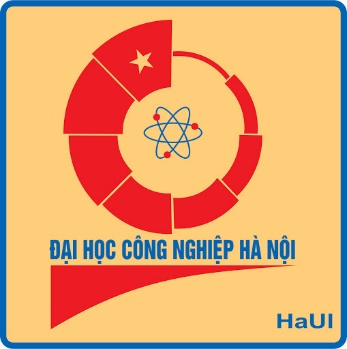 ĐẠI HỌC CÔNG NGHIỆP HÀ NỘI
HaUI